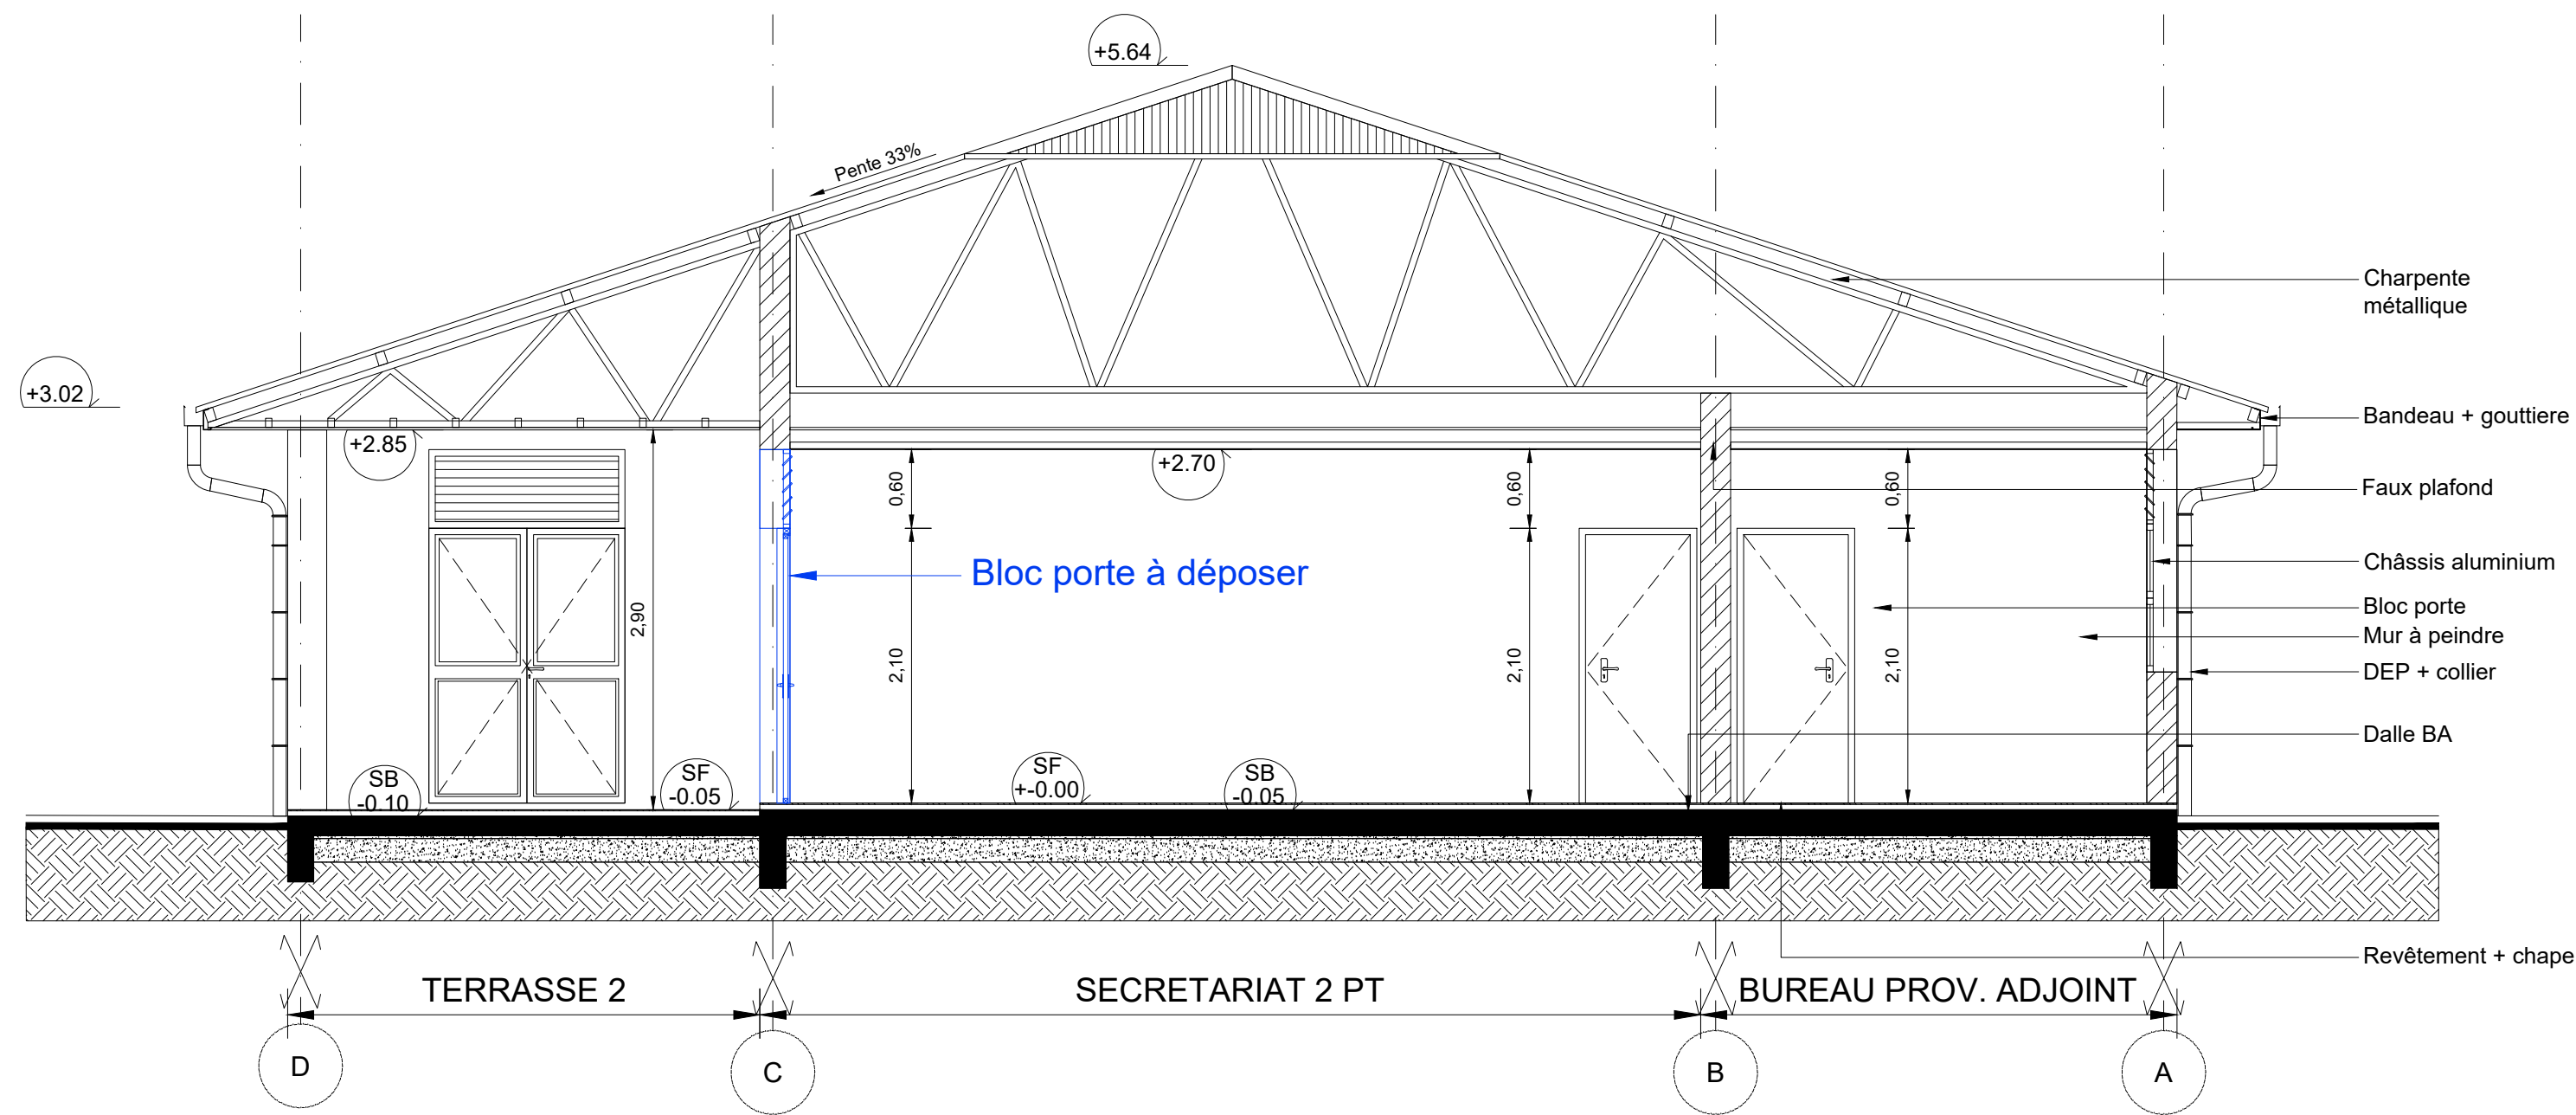 +5.64
Pente 33%
Charpente
métallique
+3.02
Bandeau + gouttiere
+2.85
+2.70
0,60
0,60
0,60
Faux plafond
Bloc porte à déposer
Châssis aluminium
Bloc porte
Mur à peindre
2,90
2,10
2,10
2,10
DEP + collier
Dalle BA
SB
-0.10
SF
-0.05
SF
+-0.00
SB
-0.05
Revêtement + chape
TERRASSE 2
SECRETARIAT 2 PT
BUREAU PROV. ADJOINT
D
C
B
A